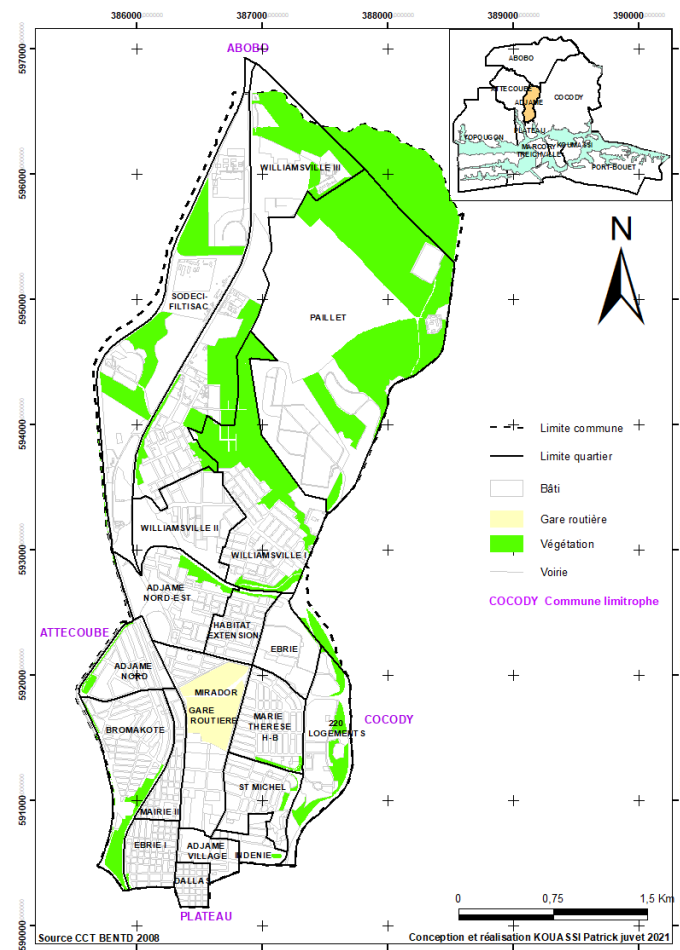 386000
387000
388000
389000
390000
597000
596000
595000
594000
593000
592000
591000
590000
ABOBO
ABOBO
ATTECOUBE
ADJAME
COCODY
YOPOUGON
PLATEAU
MARCORY
KOUMASSI
TREICHVILLE
PORT-BOUET
N
WILLIAMSVILLE III
SODECI-
FILTISAC
PAILLET
WILLIAMSVILLE II
WILLIAMSVILLE I
ADJAME
NORD-EST
HABITAT
EXTENSION
EBRIE
ATTECOUBE
ADJAME
NORD
MIRADOR
GARE
ROUTIERE
BROMAKOTE
MARIE
THERESE
H-B
220
LOGEMENTS
COCODY
ST MICHEL
MAIRIE II
EBRIE I
ADJAME
VILLAGE
INDENIE
DALLAS
PLATEAU
Limite commune
Limite quartier
Bâti
Gare routière
Végétation
Voirie
COCODY Commune limitrophe
0 0,75 1,5 Km
Source CCT BENTD 2008
Conception et réalisation KOUASSI Patrick juvet 2021